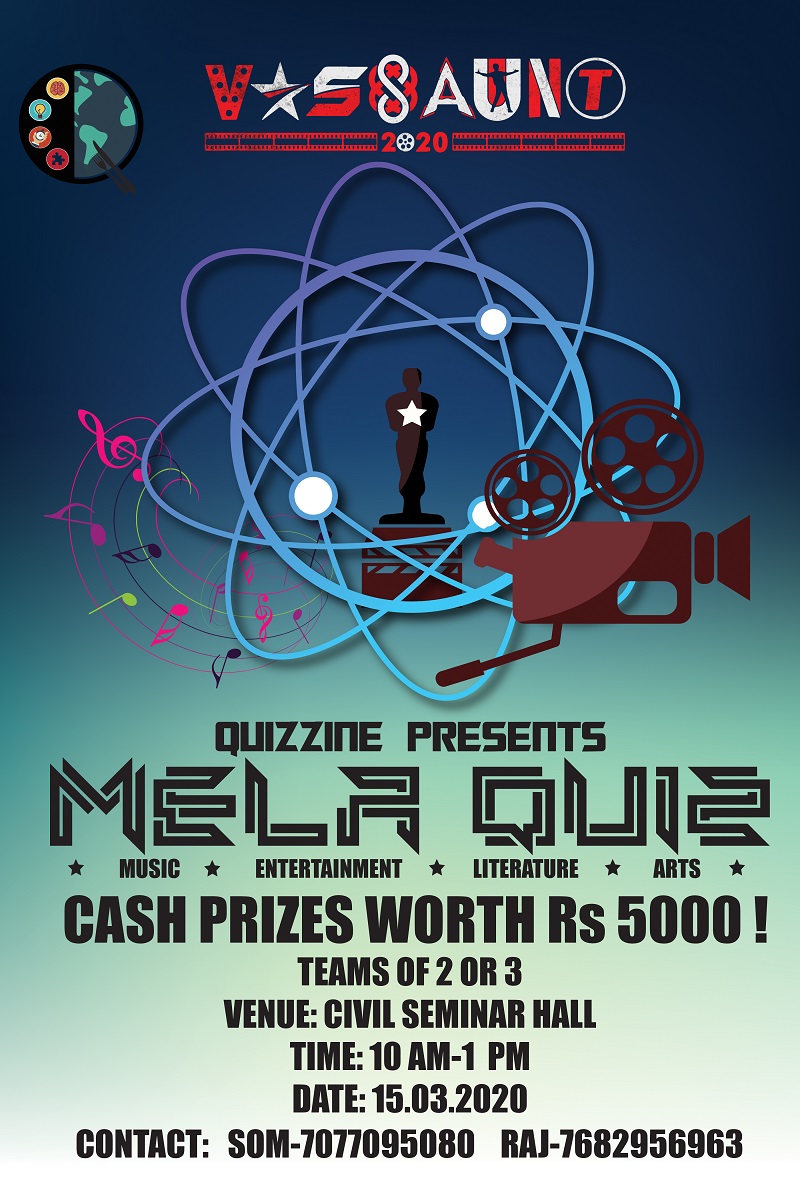 VASSAUNT
2020
QUIZZINE PRESENTS
MELA QUIZ
★ MUSIC ★ ENTERTAINMENT ★ LITERATURE ★ ARTS ★
CASH PRIZES WORTH Rs 5000 !
TEAMS OF 2 OR 3
VENUE: CIVIL SEMINAR HALL
TIME: 10 AM-1 PM
DATE: 15.03.2020
CONTACT: SOM-7077095080 RAJ-7682956963